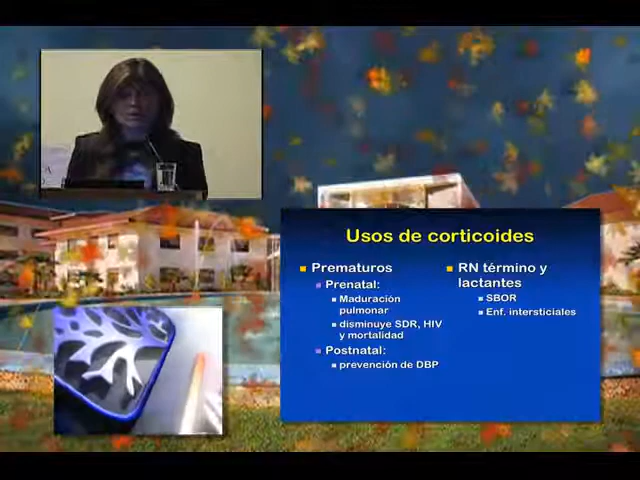 Usos de corticoides
Prematuros
Prenatal:
Maduración
pulmonar
disminuye SDR, HIV
y mortalidad
Postnatal:
prevención de DBP
RN término y
lactantes
SBOR
Enf. intersticiales